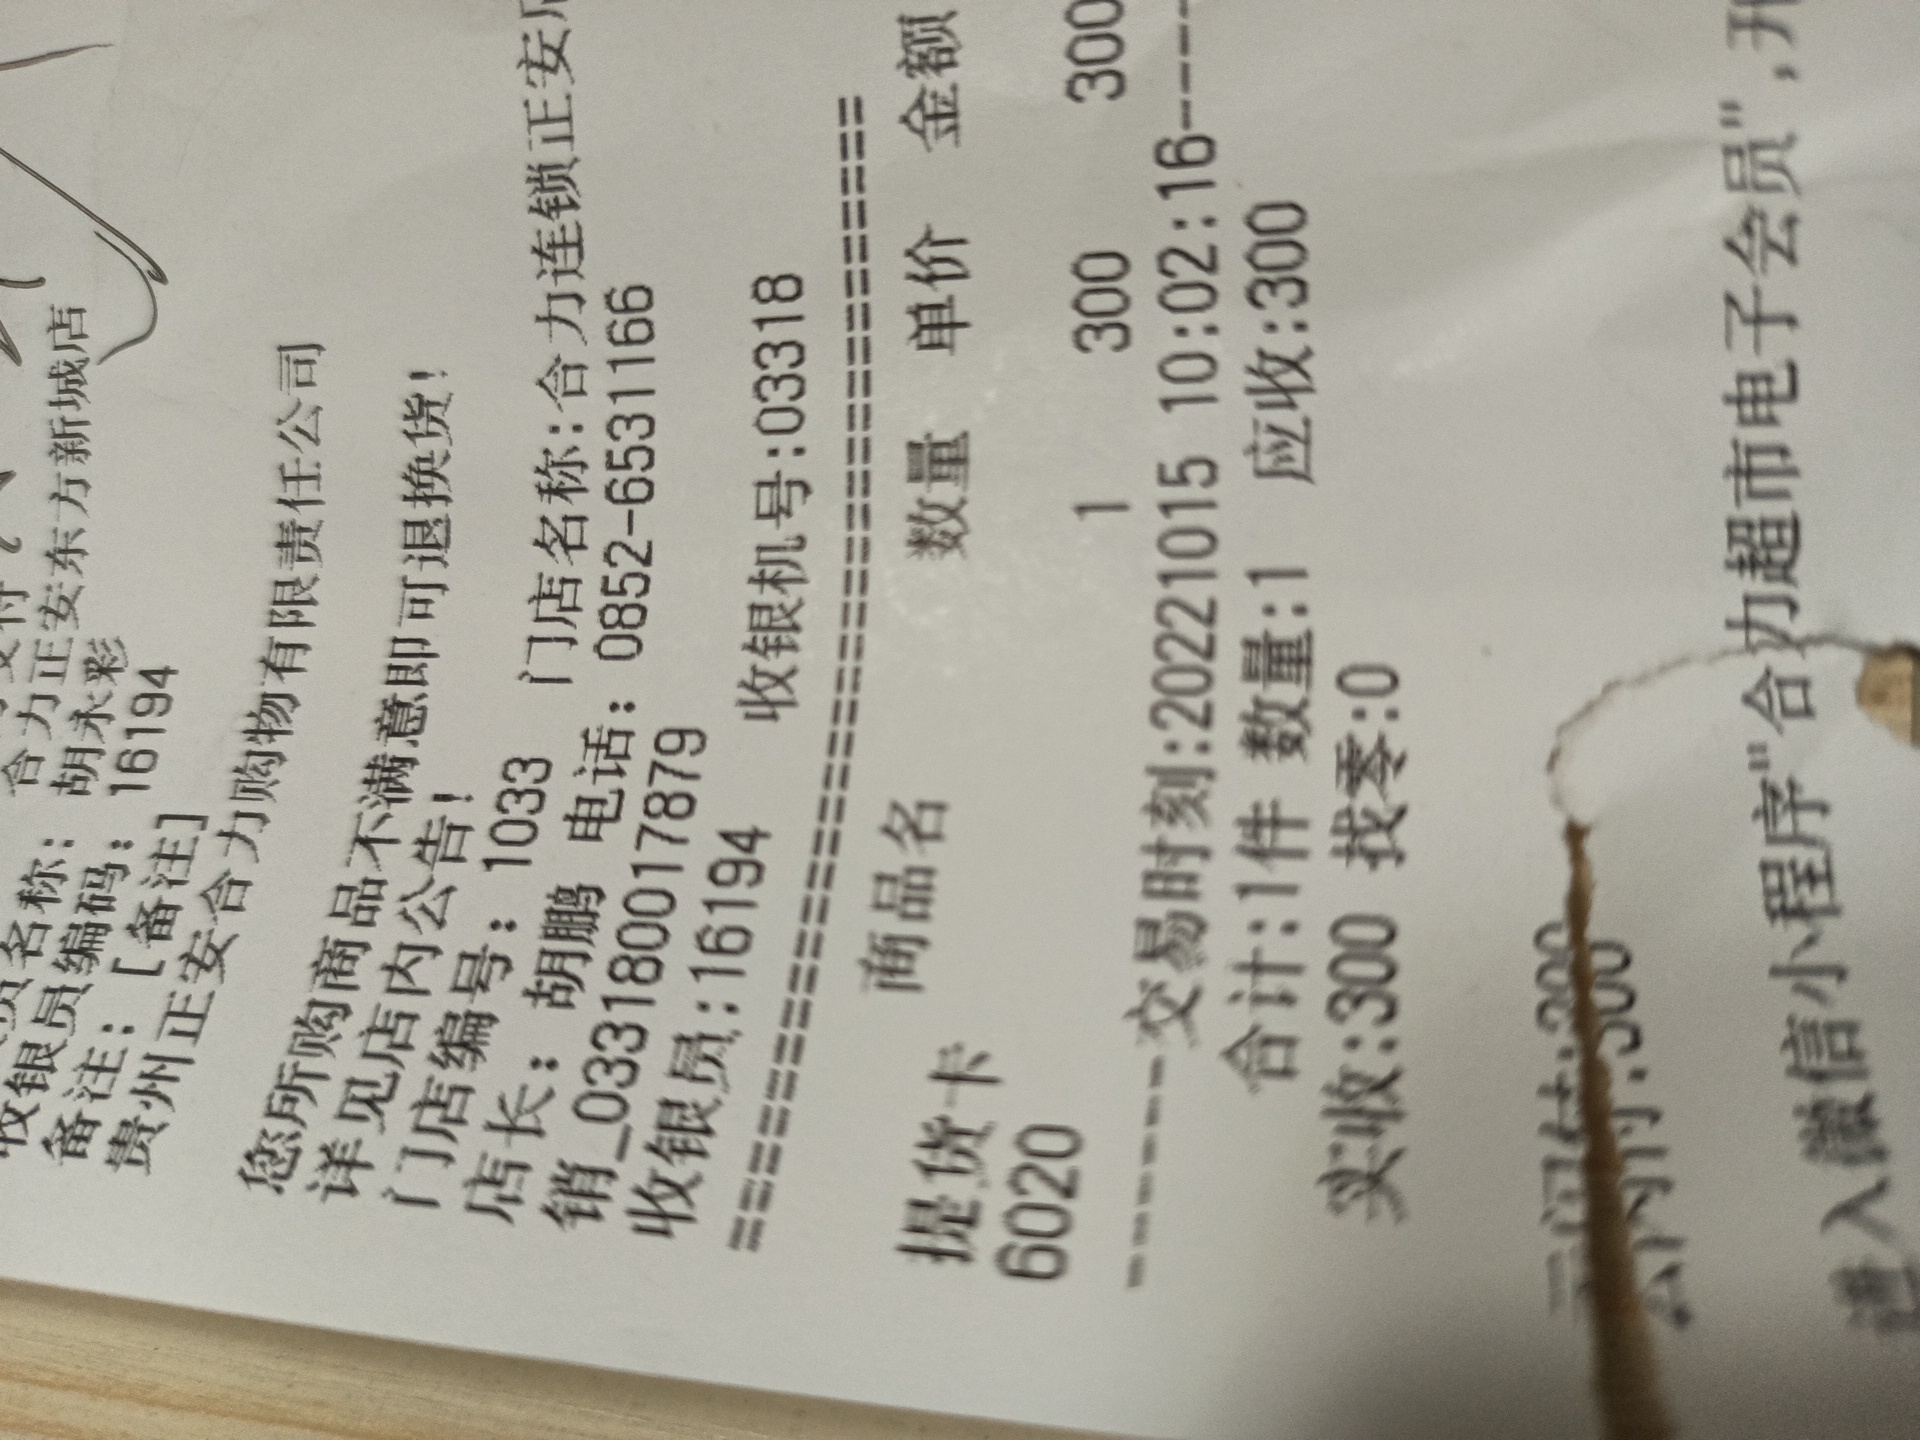 合力正安东方新城店
收银员名称： 胡永彩
收银员编码： 16194
备注： [备注]
贵州正安合力购物有限责任公司
您所购商品不满意即可退换货！
详见店内公告！
门店编号： 1033 门店名称:合力连锁正安
店长： 胡鹏 电话： 0852-6531166
销_033180017879
收银员:16194 收银机号:03318
==========================================
商品名 数量 单价 金额
提货卡
6020 1 300 300
------交易时刻:20221015 10:02:16----
合计:1件 数量:1 应收:300
实收:300 找零:0
进入微信小程序"合力超市电子会员",开